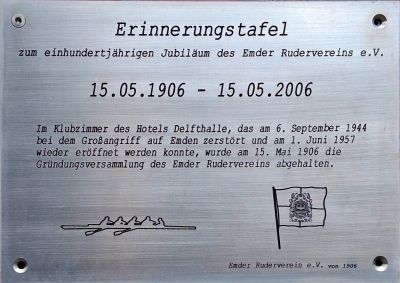 Erinnerungstafel
zum einhundertjährigen Jubiläum des Emder Rudervereins e.V.
15.05.1906 - 15.05.2006
Im Klubzimmer des Hotels Delfthalle, das am 6. September 1944
bei dem Großangriff auf Emden zerstört und am 1. Juni 1957
wieder eröffnet werden konnte, wurde am 15. Mai 1906 die
Gründungsversammlung des Emder Rudervereins abgehalten.
Emder Ruderverein e.V. von 1906